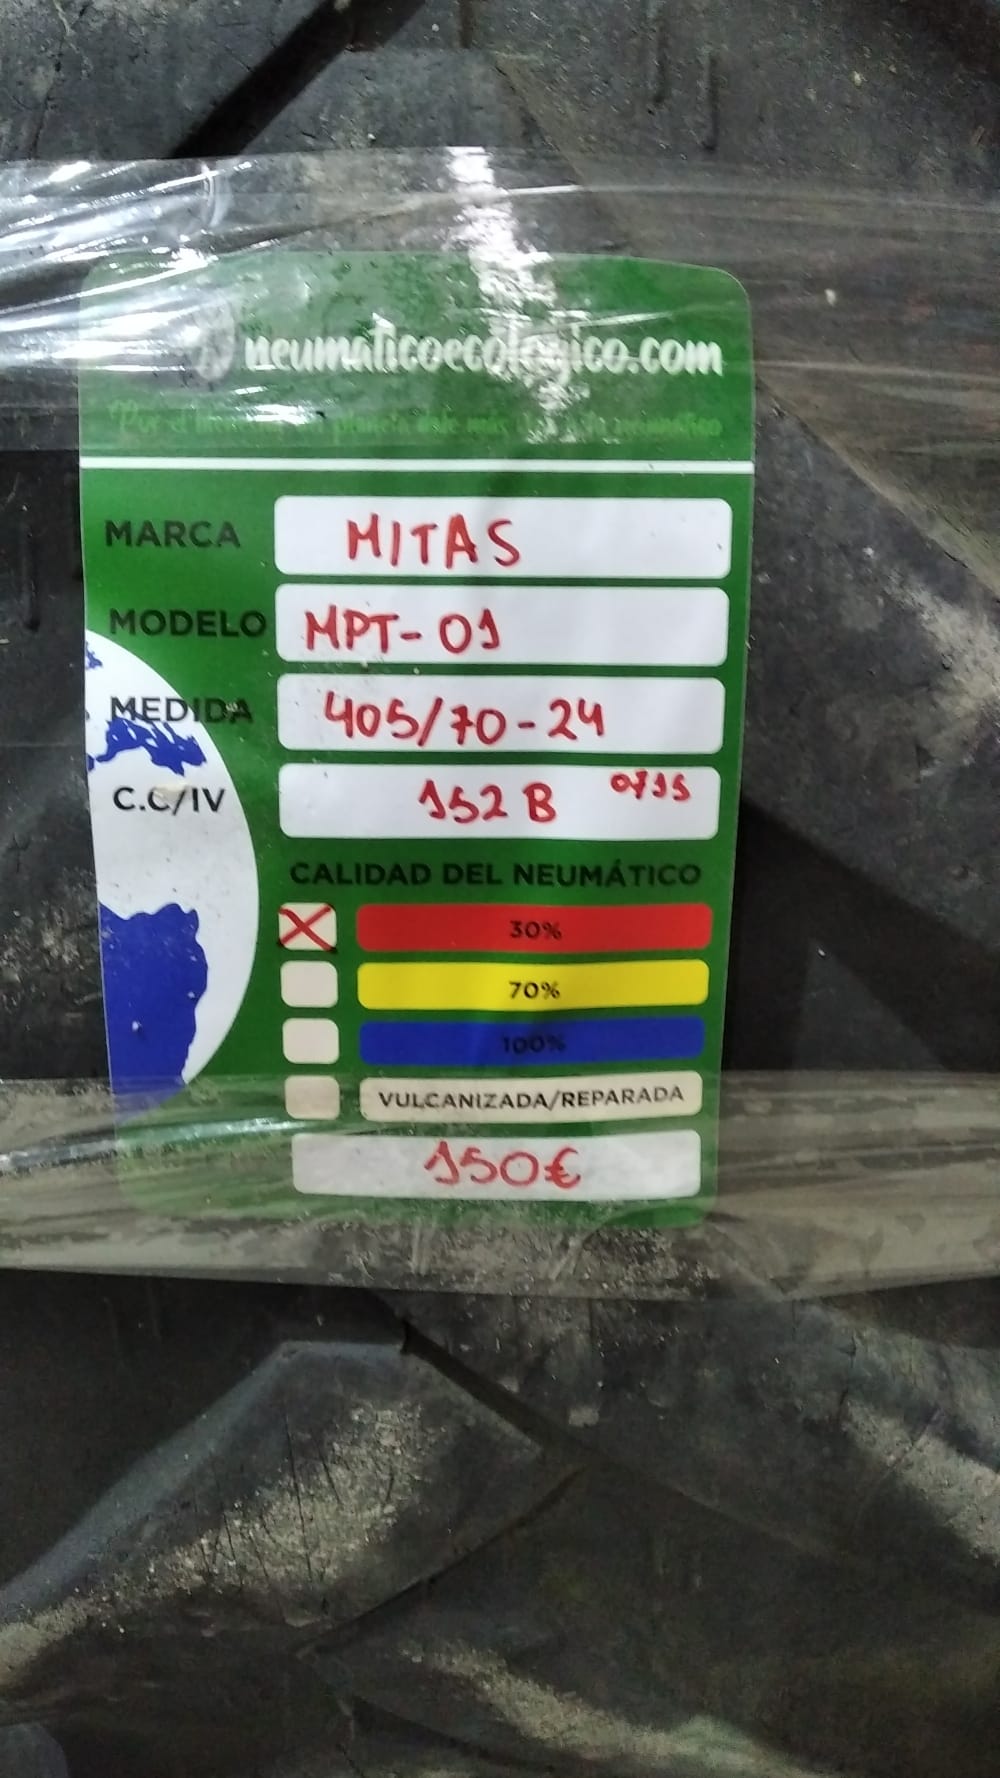 neumaticoecologico.com
MARCA MITAS
MODELO MPT-01
MEDIDA 405/70-24
C.C/IV 152 B 0715
CALIDAD DEL NEUMÁTICO
X 30%
70%
100%
VULCANIZADA/REPARADA
150€